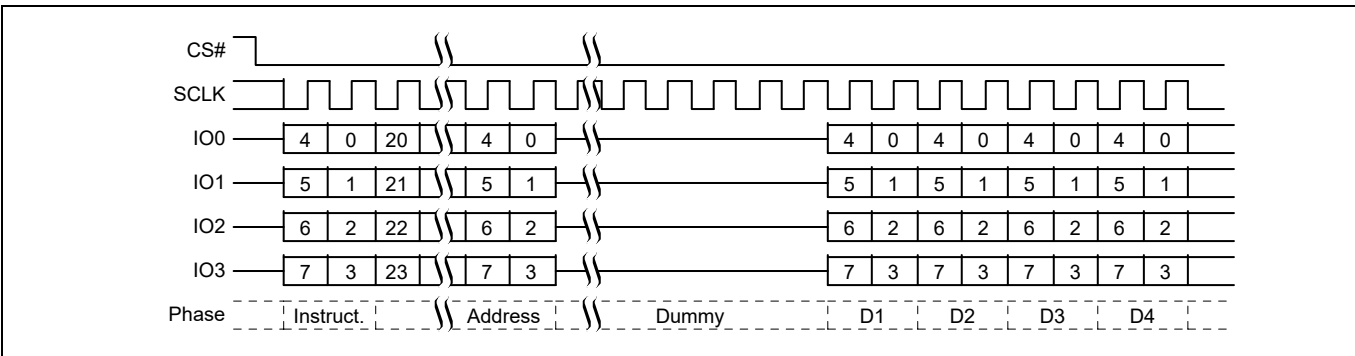 CS#
SCLK
IO0 4 0 20 4 0 4 0 4 0 4 0 4 0
IO1 5 1 21 5 1 5 1 5 1 5 1 5 1
IO2 6 2 22 6 2 6 2 6 2 6 2 6 2
IO3 7 3 23 7 3 7 3 7 3 7 3 7 3
Phase Instruct. Address Dummy D1 D2 D3 D4